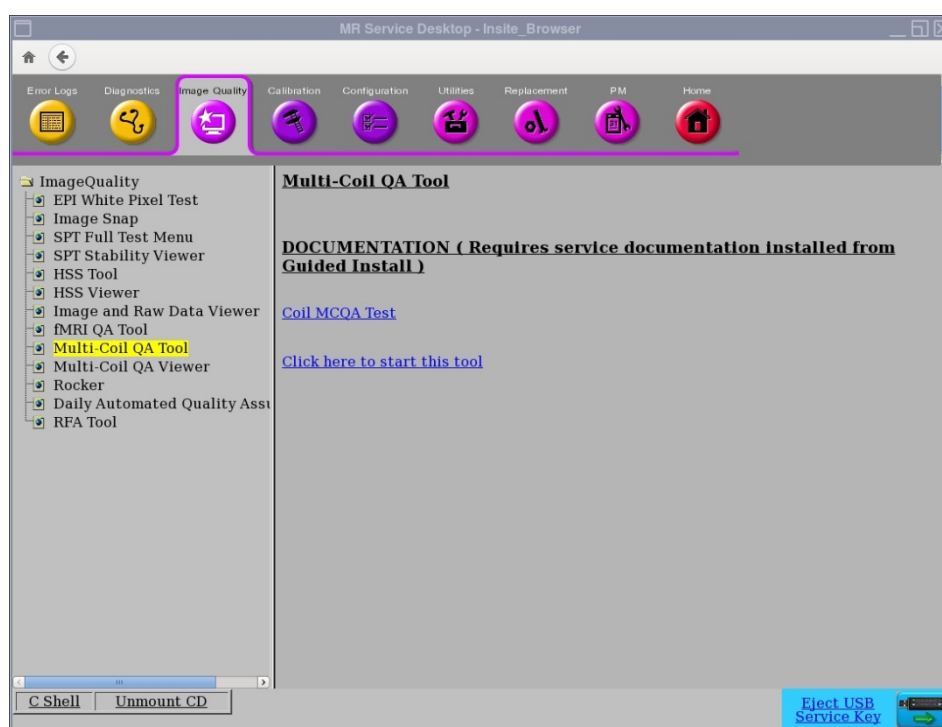 MR Service Desktop - Insite_Browser
Error Logs
Diagnostics
Image Quality
Calibration
Configuration
Utilities
Replacement
PM
Home
ImageQuality
EPI White Pixel Test
Image Snap
SPT Full Test Menu
SPT Stability Viewer
HSS Tool
HSS Viewer
Image and Raw Data Viewer
fMRI QA Tool
Multi-Coil QA Tool
Multi-Coil QA Viewer
Rocker
Daily Automated Quality Assu
RFA Tool
Multi-Coil QA Tool
DOCUMENTATION ( Requires service documentation installed from
Guided Install )
Coil MCQA Test
Click here to start this tool
C Shell
Unmount CD
Eject USB
Service Key